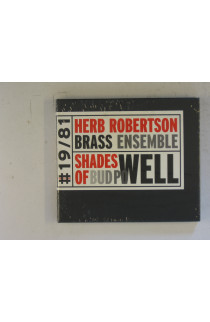 #19/81
HERB ROBERTSON
BRASS ENSEMBLE
SHADES
OF BUD POWELL